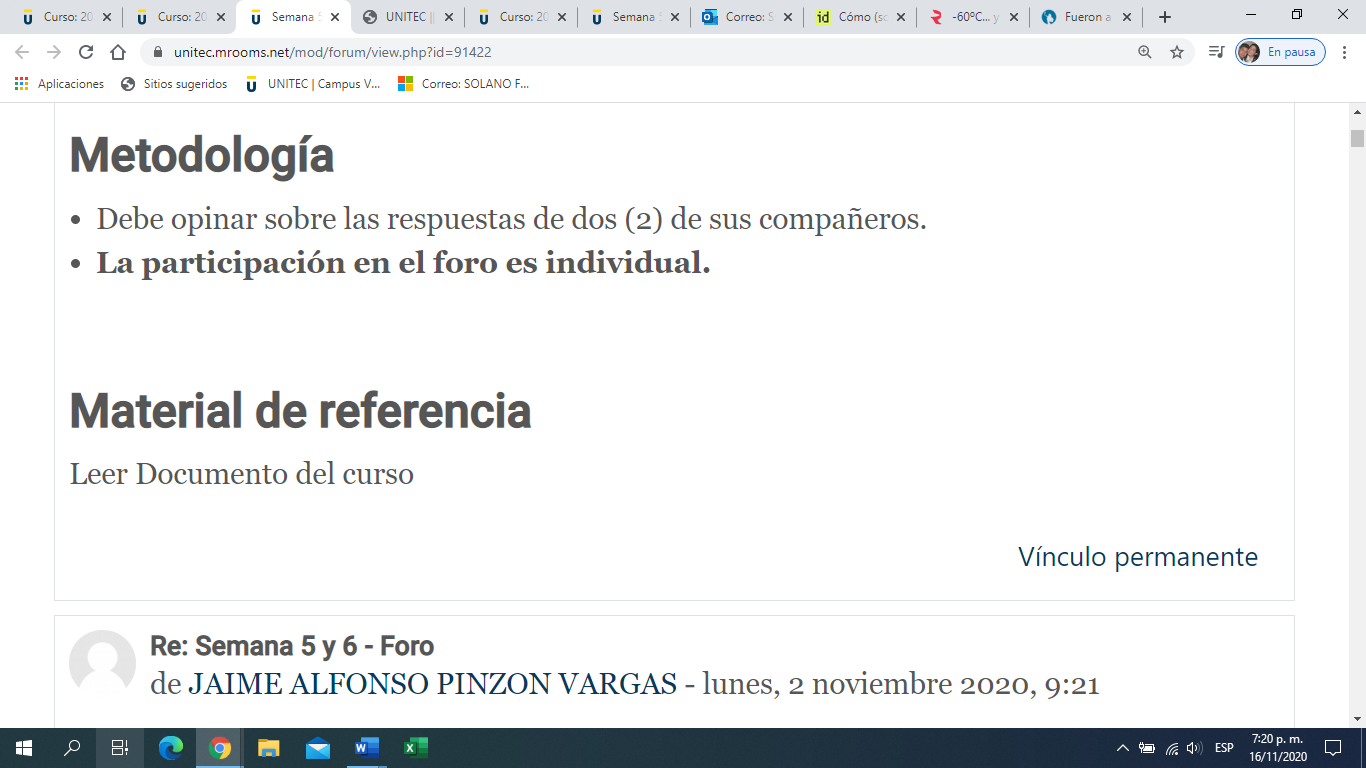 Curso: 20
Curso: 20
Semana 5
UNITEC ||
Curso: 20
Semana 5
Correo: S
Cómo (so
-60ºC... y
Fueron a
unitec.mrooms.net/mod/forum/view.php?id=91422
En pausa
Aplicaciones
Sitios sugeridos
UNITEC | Campus V...
Correo: SOLANO F...
Metodología
• Debe opinar sobre las respuestas de dos (2) de sus compañeros.
• La participación en el foro es individual.
Material de referencia
Leer Documento del curso
Vínculo permanente
Re: Semana 5 y 6 - Foro
de JAIME ALFONSO PINZON VARGAS - lunes, 2 noviembre 2020, 9:21
ESP
7:20 p. m.
16/11/2020